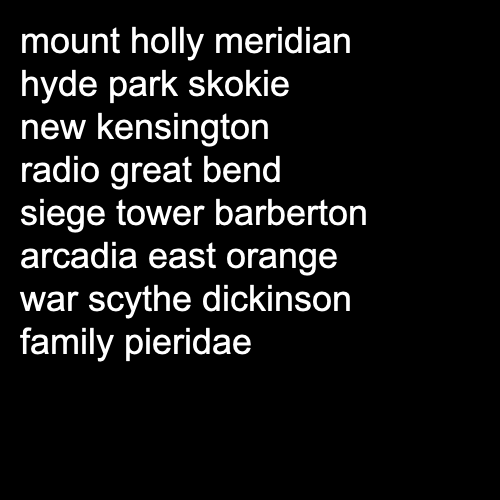 mount holly meridian
hyde park skokie
new kensington
radio great bend
siege tower barberton
arcadia east orange
war scythe dickinson
family pieridae